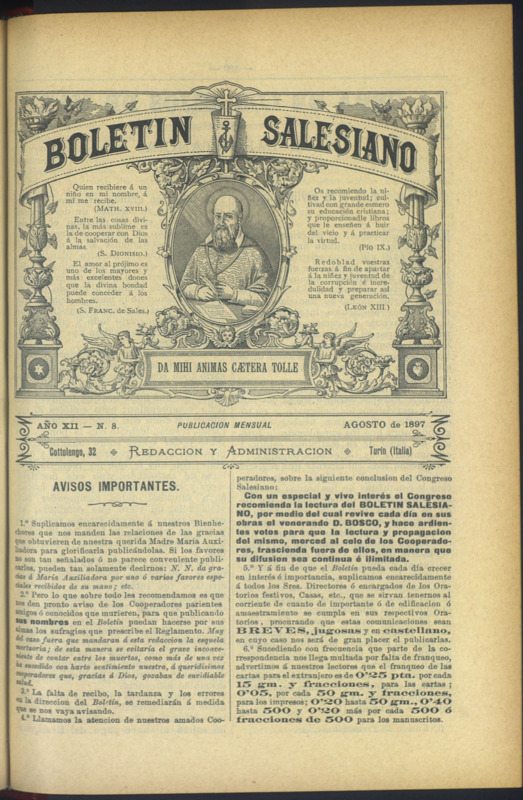 BOLETIN SALESIANO
Quien recibiere á un
niño en mi nombre, á
mí me recibe.
(MATH. XVIII.)
Entre las cosas divi-
nas, la más sublime es
la de cooperar con Dios
á la salvación de las
almas.
(S. DIONISIO.)
El amor al prójimo es
uno de los mayores y
más excelentes dones
que la divina bondad
puede conceder á los
hombres.
(S. FRANC. de Sales.)
Os recomiendo la ni-
ñez y la juventud; cul-
tivad con grande esmero
su educación cristiana;
y proporcionadle libros
que le enseñen á huir
del vicio y á practicar
la virtud.
(Pío IX.)
Redoblad vuestras
fuerzas á fin de apartar
á la niñez y juventud de
la corrupción é incre-
dulidad y preparar así
una nueva generación.
(LEÓN XIII)
DA MIHI ANIMAS CÆTERA TOLLE
AÑO XII — N. 8. PUBLICACION MENSUAL AGOSTO de 1897
Cottolengo, 32 REDACCION Y ADMINISTRACION Turin (Italia)
AVISOS IMPORTANTES.
1.º Suplicamos encarecidamente á nuestros Bienhe-
chores que nos manden las relaciones de las gracias
que obtuvieren de nuestra querida Madre María Auxi-
liadora para glorificarla publicándolas. Si los favores
no son tan señalados ó no parece conveniente publi-
carlos, pueden tan solamente decirnos: N. N. da gra-
cias á María Auxiliadora por uno ó varios favores espe-
ciales recibidos de su mano; etc.
2.º Pero lo que sobre todo les recomendamos es que
nos den pronto aviso de los Cooperadores parientes
amigos ó conocidos que murieren, para que publicando
sus nombres en el Boletin puedan hacerse por sus
almas los sufragios que prescribe el Reglamento. Muy
del caso fuera que mandaran á esta redaccion la esquela
mortuoria; de esta manera se evitaría el grave inconve-
niente de contar entre los muertos, como más de una vez
ha sucedido con harto sentimiento nuestro, á queridísimos
cooperadores que, gracias á Dios, gozaban de envidiable
salud.
3.º La falta de recibo, la tardanza y los errores
en la direccion del Boletin, se remediarán á medida
que se nos vaya avisando.
4.º Llamamos la atencion de nuestros amados Coo-
peradores, sobre la siguiente conclusion del Congreso
Salesiano:
Con un especial y vivo interés el Congreso
recomienda la lectura del BOLETIN SALESIA-
NO, por medio del cual revive cada día en sus
obras el venerando D. BOSCO, y hace ardien-
tes votos para que la lectura y propagacion
del mismo, merced al celo de los Cooperado-
res, trascienda fuera de ellos, en manera que
su difusion sea continua é ilimitada.
5.º Y á fin de que el Boletin pueda cada día crecer
en interés é importancia, suplicamos encarecidamente
á todos los Sres. Directores ó encargados de los Ora-
torios festivos, Casas, etc., que se sirvan tenernos al
corriente de cuanto de importante ó de edificacion ó
amaestramiento se cumpla en sus respectivos Ora-
torios, procurando que estas comunicaciones sean
BREVES, jugosas y en castellano,
en cuyo caso nos será de gran placer el publicarlas.
6.º Sucediendo con frecuencia que parte de la co-
rrespondencia nos llega multada por falta de franqueo,
advertimos á nuestros lectores que el franqueo de las
cartas para el extranjero es de 0'25 pta. por cada
15 gm. y fracciones, para las cartas;
0'05, por cada 50 gm. y fracciones,
para los impresos; 0'20 hasta 50 gm., 0'40
hasta 500 y 0'20 más por cada 500 ó
fracciones de 500 para los manuscritos.